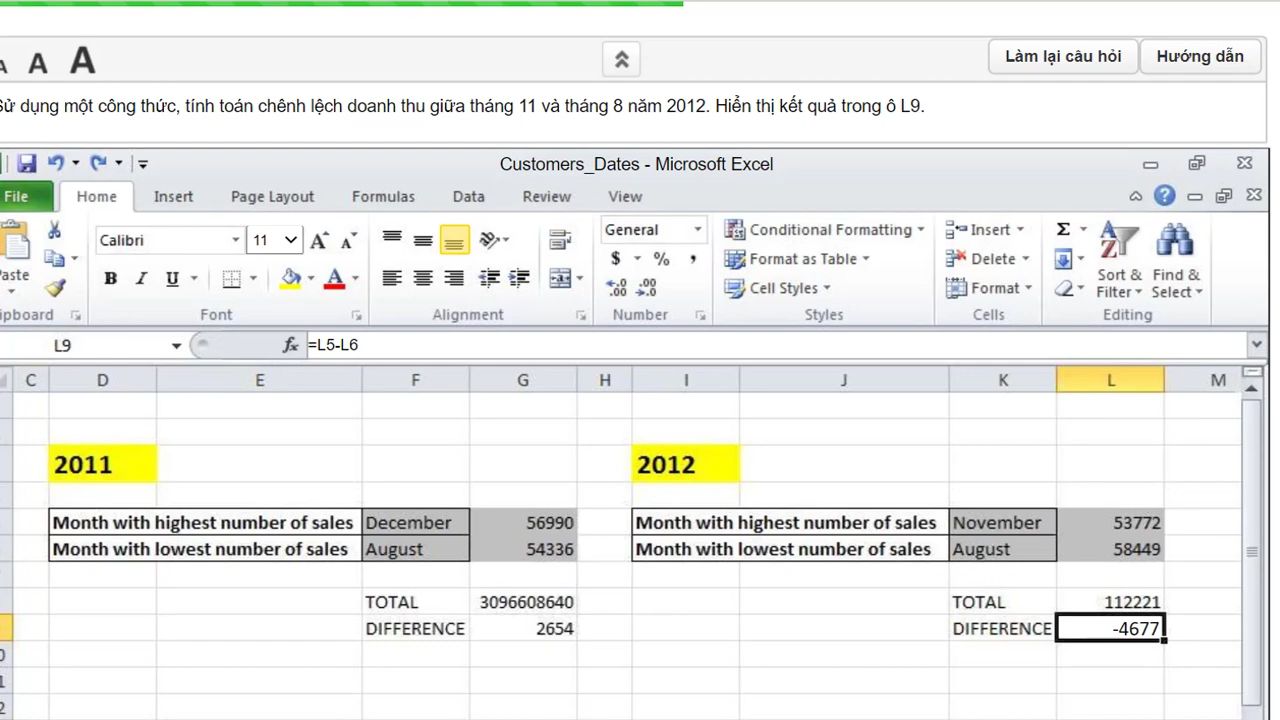 A A A
Làm lại câu hỏi Hướng dẫn
Sử dụng một công thức, tính toán chênh lệch doanh thu giữa tháng 11 và tháng 8 năm 2012. Hiển thị kết quả trong ô L9.
Customers_Dates - Microsoft Excel
File Home Insert Page Layout Formulas Data Review View
Calibri 11 A A General $ % , Conditional Formatting Insert Σ
B I U A Format as Table Delete Sort & Find &
Cell Styles Format Filter Select
Font Alignment Number Styles Cells Editing
L9 fx =L5-L6
C D E F G H I J K L M
2011 2012
Month with highest number of sales December 56990 Month with highest number of sales November 53772
Month with lowest number of sales August 54336 Month with lowest number of sales August 58449
TOTAL 3096608640 TOTAL 112221
DIFFERENCE 2654 DIFFERENCE -4677